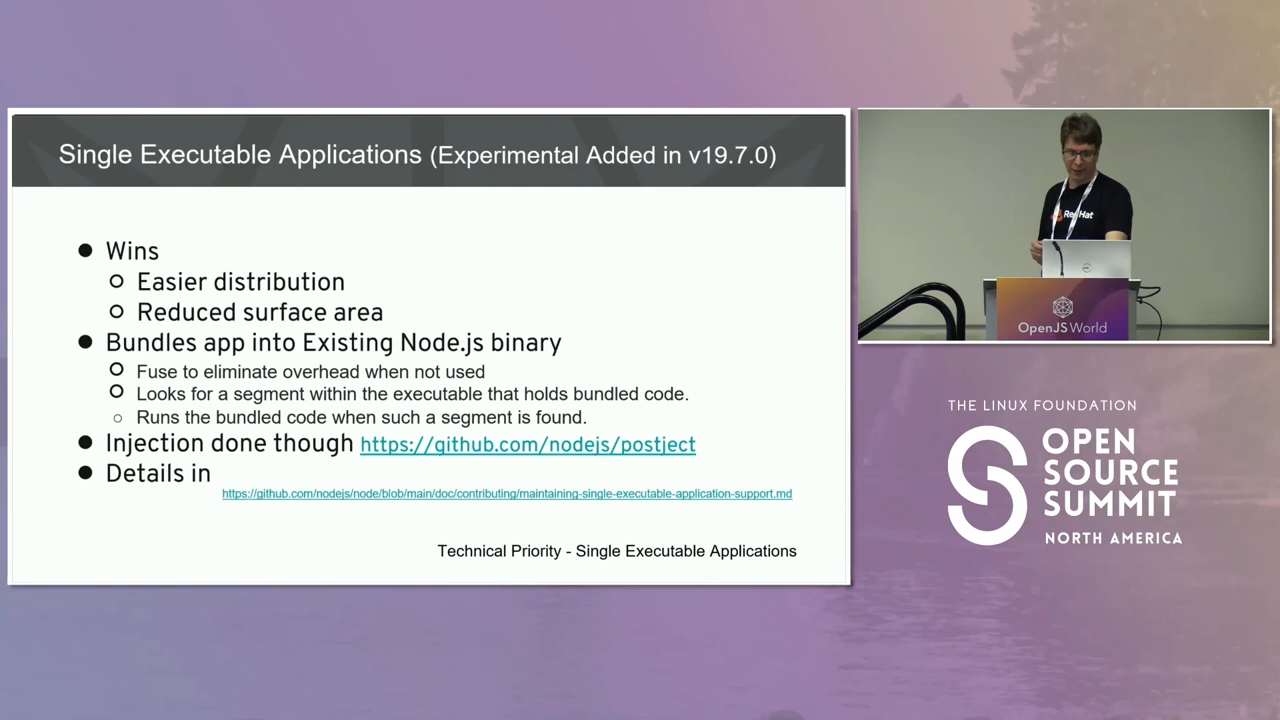 Single Executable Applications (Experimental Added in v19.7.0)
● Wins
○ Easier distribution
○ Reduced surface area
● Bundles app into Existing Node.js binary
○ Fuse to eliminate overhead when not used
○ Looks for a segment within the executable that holds bundled code.
○ Runs the bundled code when such a segment is found.
● Injection done though https://github.com/nodejs/postject
● Details in
https://github.com/nodejs/node/blob/main/doc/contributing/maintaining-single-executable-application-support.md
Technical Priority - Single Executable Applications
Red Hat
OpenJS World
THE LINUX FOUNDATION
OPEN
SOURCE
SUMMIT
NORTH AMERICA